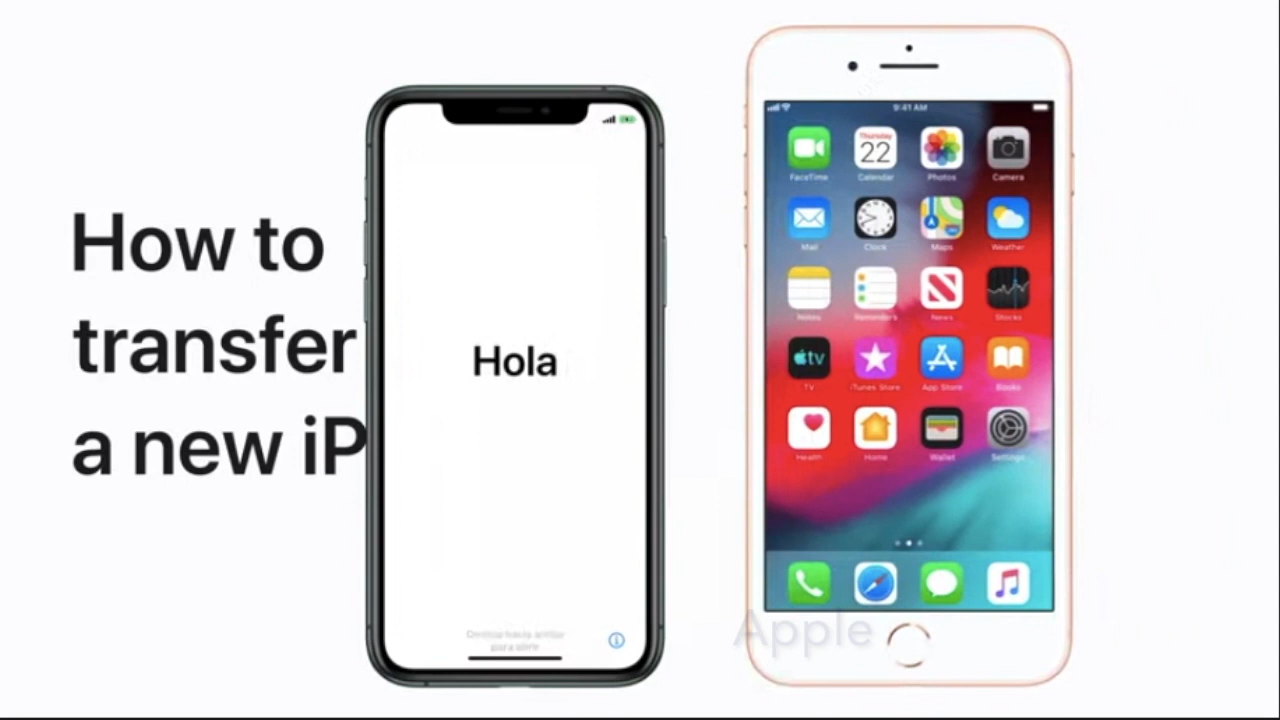 How to
transfer
a new iP
Hola
9:41 AM
Thursday
22
FaceTime
Calendar
Photos
Camera
Mail
Clock
Maps
Weather
Notes
Reminders
News
Stocks
tv
TV
iTunes Store
App Store
Books
Health
Home
Wallet
Settings
Apple